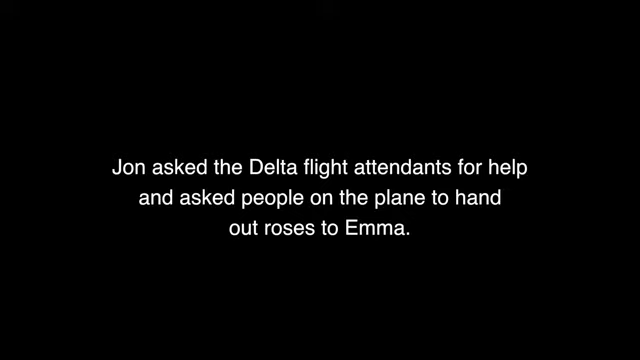 Jon asked the Delta flight attendants for help
and asked people on the plane to hand
out roses to Emma.